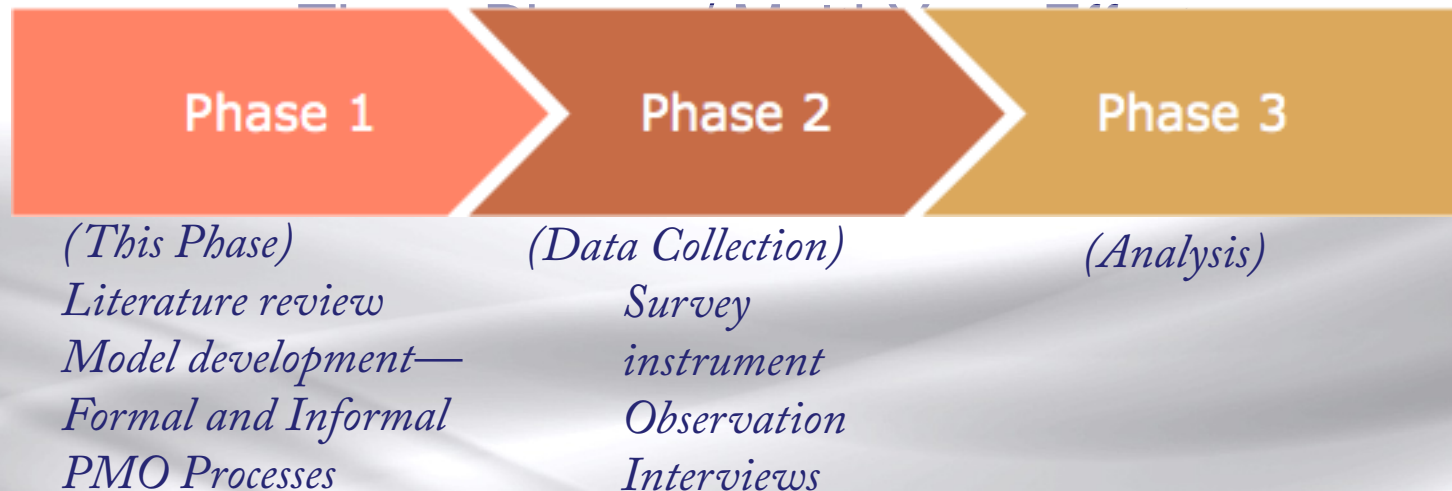 Phase 1
Phase 2
Phase 3
(This Phase)
Literature review
Model development—
Formal and Informal
PMO Processes
(Data Collection)
Survey
instrument
Observation
Interviews
(Analysis)